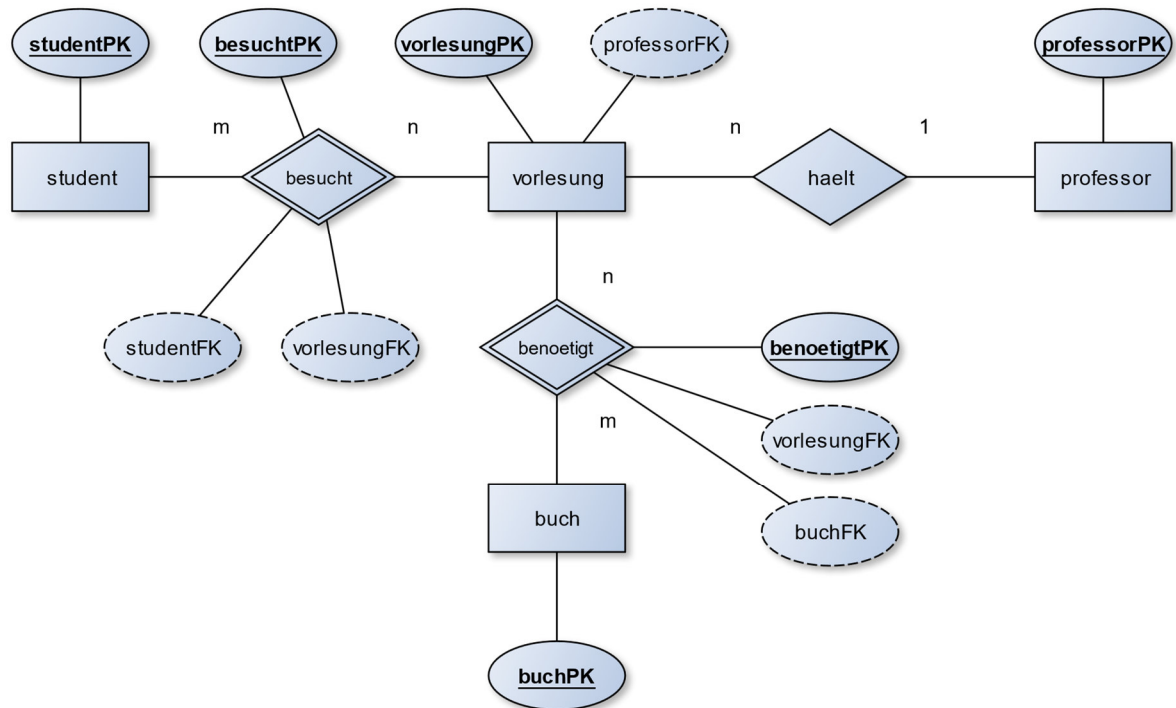 studentPK
besuchtPK
vorlesungPK
professorFK
professorPK
m
n
n
1
student
besucht
vorlesung
haelt
professor
n
studentFK
vorlesungFK
benoetigt
benoetigtPK
m
vorlesungFK
buch
buchFK
buchPK